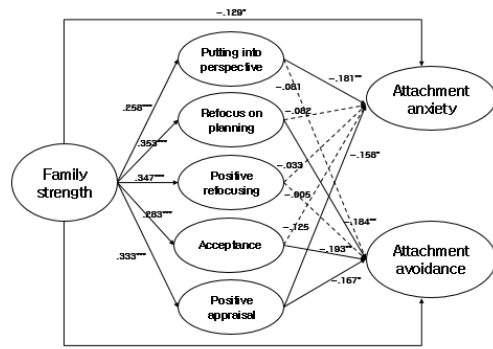 -.129*
Putting into
perspective
-.181**
-.081
Attachment
anxiety
.258***
Refocus on
planning
-.082
.353***
-.158*
Family
strength
.347***
Positive
refocusing
-.033
-.005
.283***
Acceptance
-.125
-.184**
-.193**
Attachment
avoidance
.333***
-.167*
Positive
appraisal